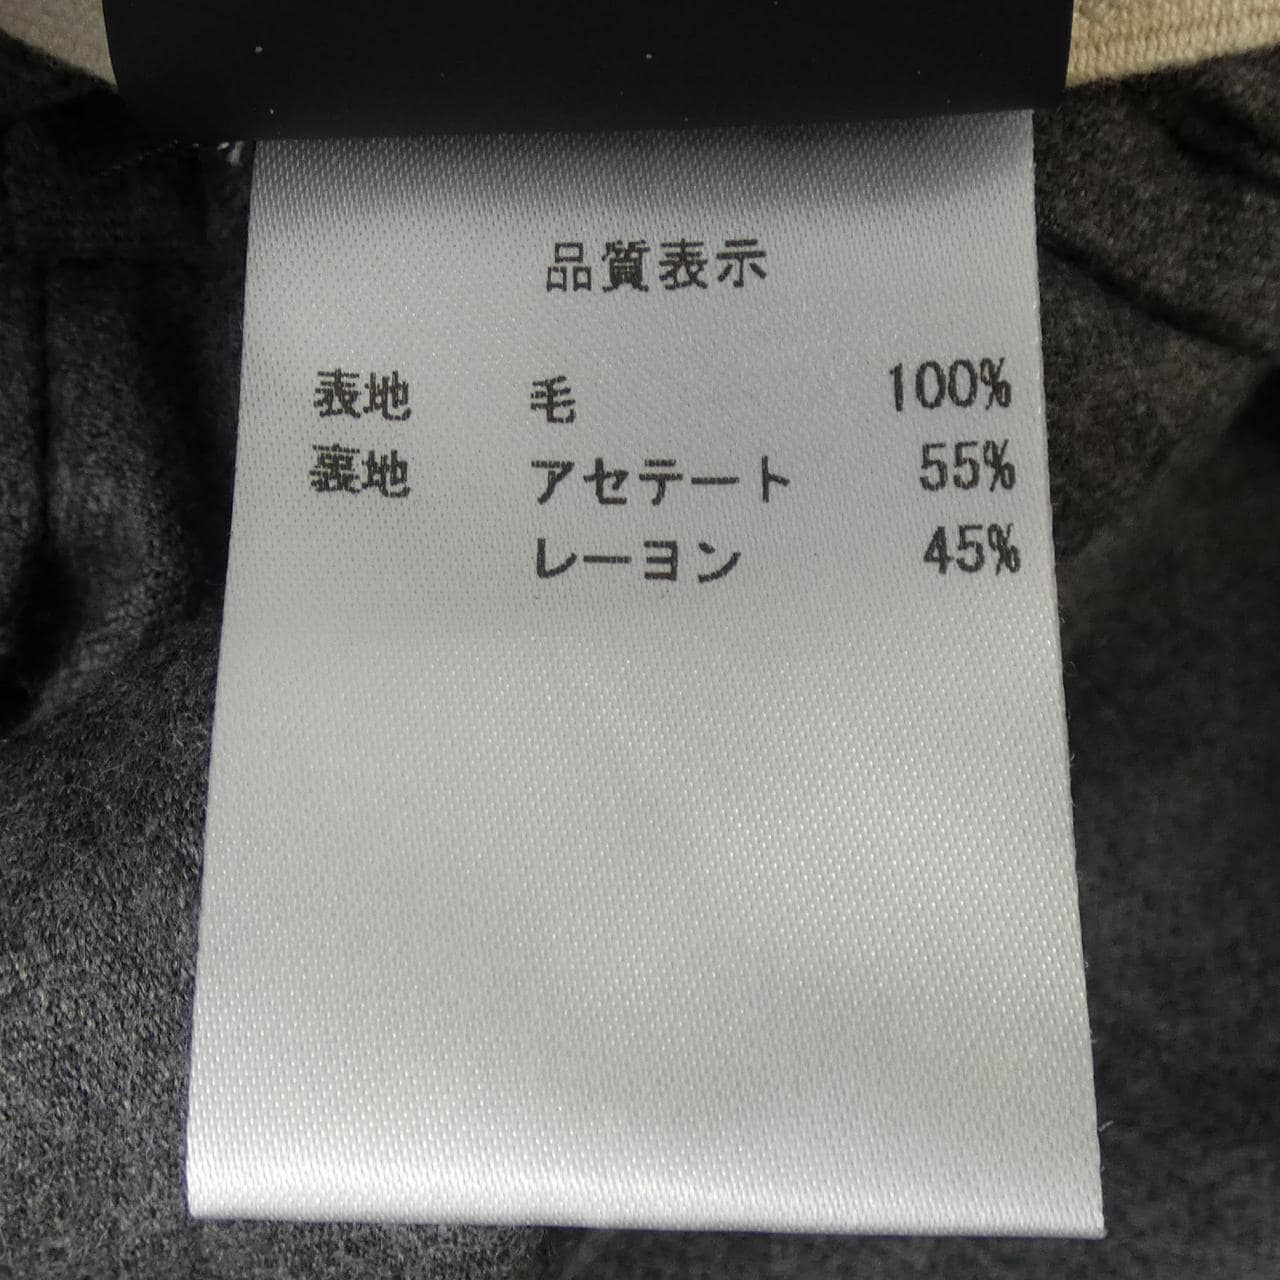 品質表示
表地 毛 100%
裏地 アセテート 55%
レーヨン 45%